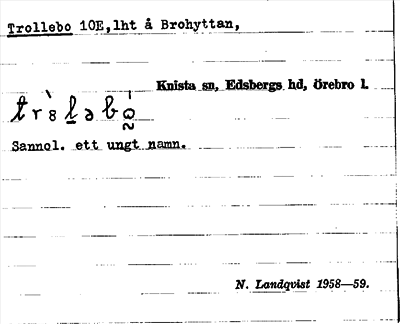 Trollebo 10E, lht å Brohyttan,
Knista sn, Edsbergs hd, Örebro l.
Sannol. ett ungt namn.
N. Landqvist 1958—59.